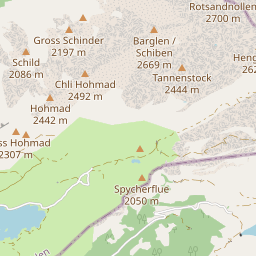 Rotsandnollen
2700 m
Gross Schinder
2197 m
Barglen /
Schiben
2669 m
Schild
2086 m
Chli Hohmad
2492 m
Tannenstock
2444 m
Hohmad
2442 m
Hohmad
2307 m
Spycherflue
2050 m